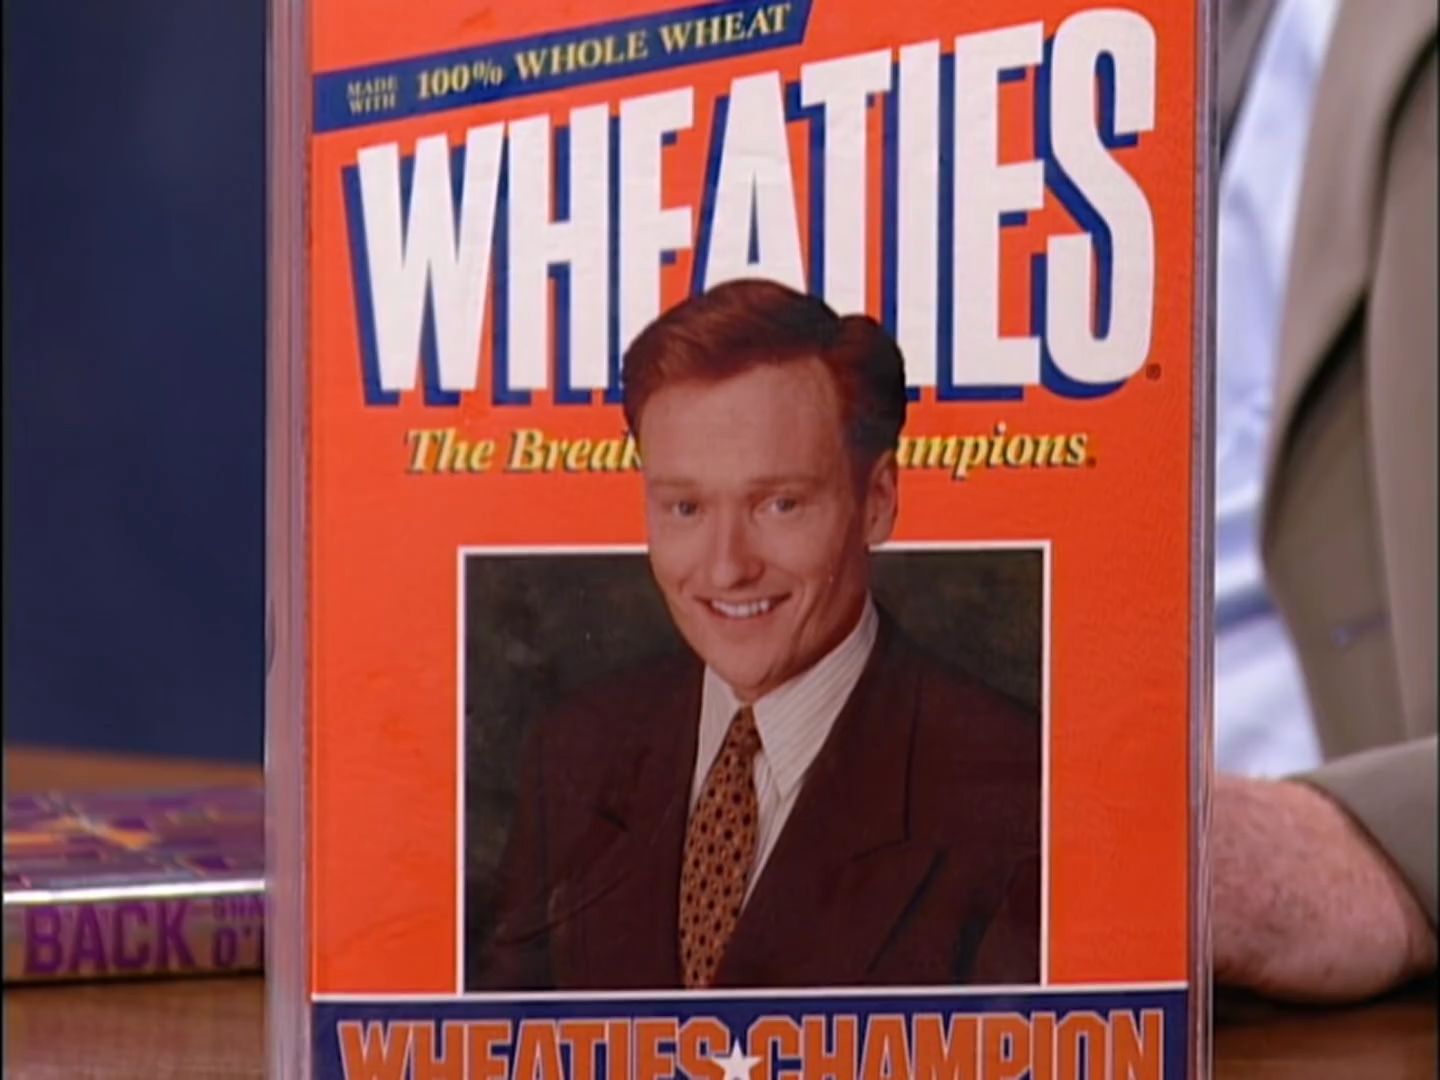 MADE WITH 100% WHOLE WHEAT
WHEATIES®
The Break ampions.
WHEATIES★CHAMPION
BACK